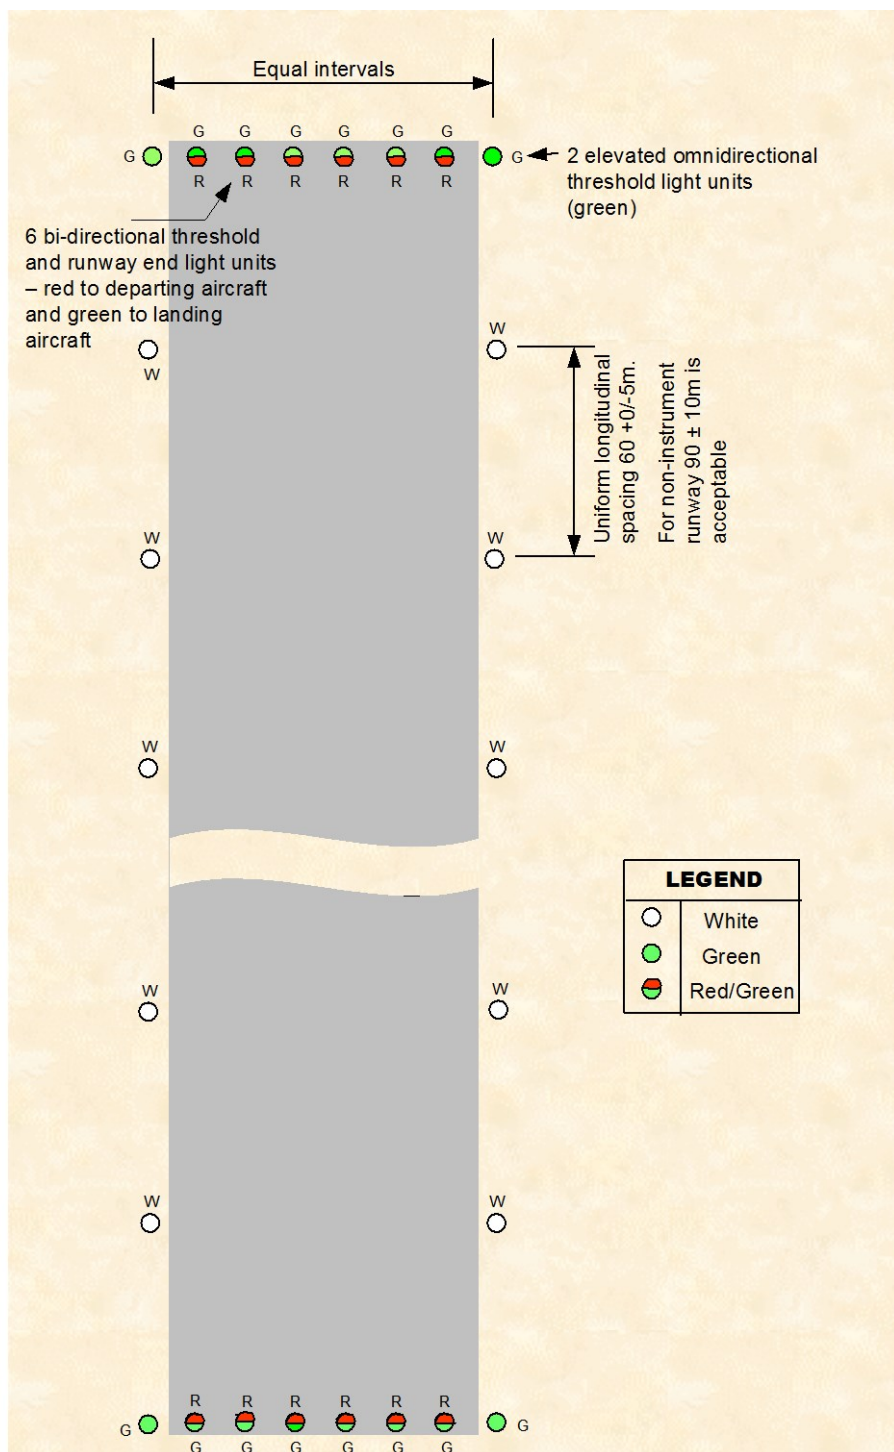 Equal intervals
G G G G G G
G G 2 elevated omnidirectional
threshold light units
(green)
R R R R R R
6 bi-directional threshold
and runway end light units
– red to departing aircraft
and green to landing
aircraft
W
W
Uniform longitudinal
spacing 60 +0/-5m.
For non-instrument
runway 90 ± 10m is
acceptable
W W
W W
LEGEND
White
Green
Red/Green
W W
W W
R R R R R R
G G
G G G G G G